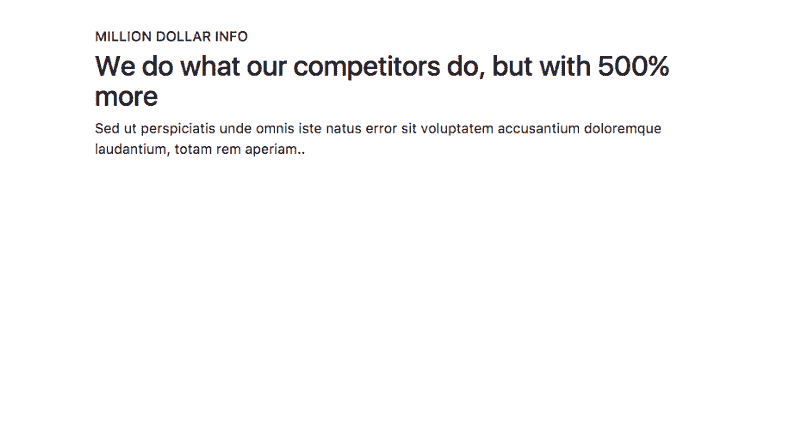 MILLION DOLLAR INFO
We do what our competitors do, but with 500%
more
Sed ut perspiciatis unde omnis iste natus error sit voluptatem accusantium doloremque
laudantium, totam rem aperiam..